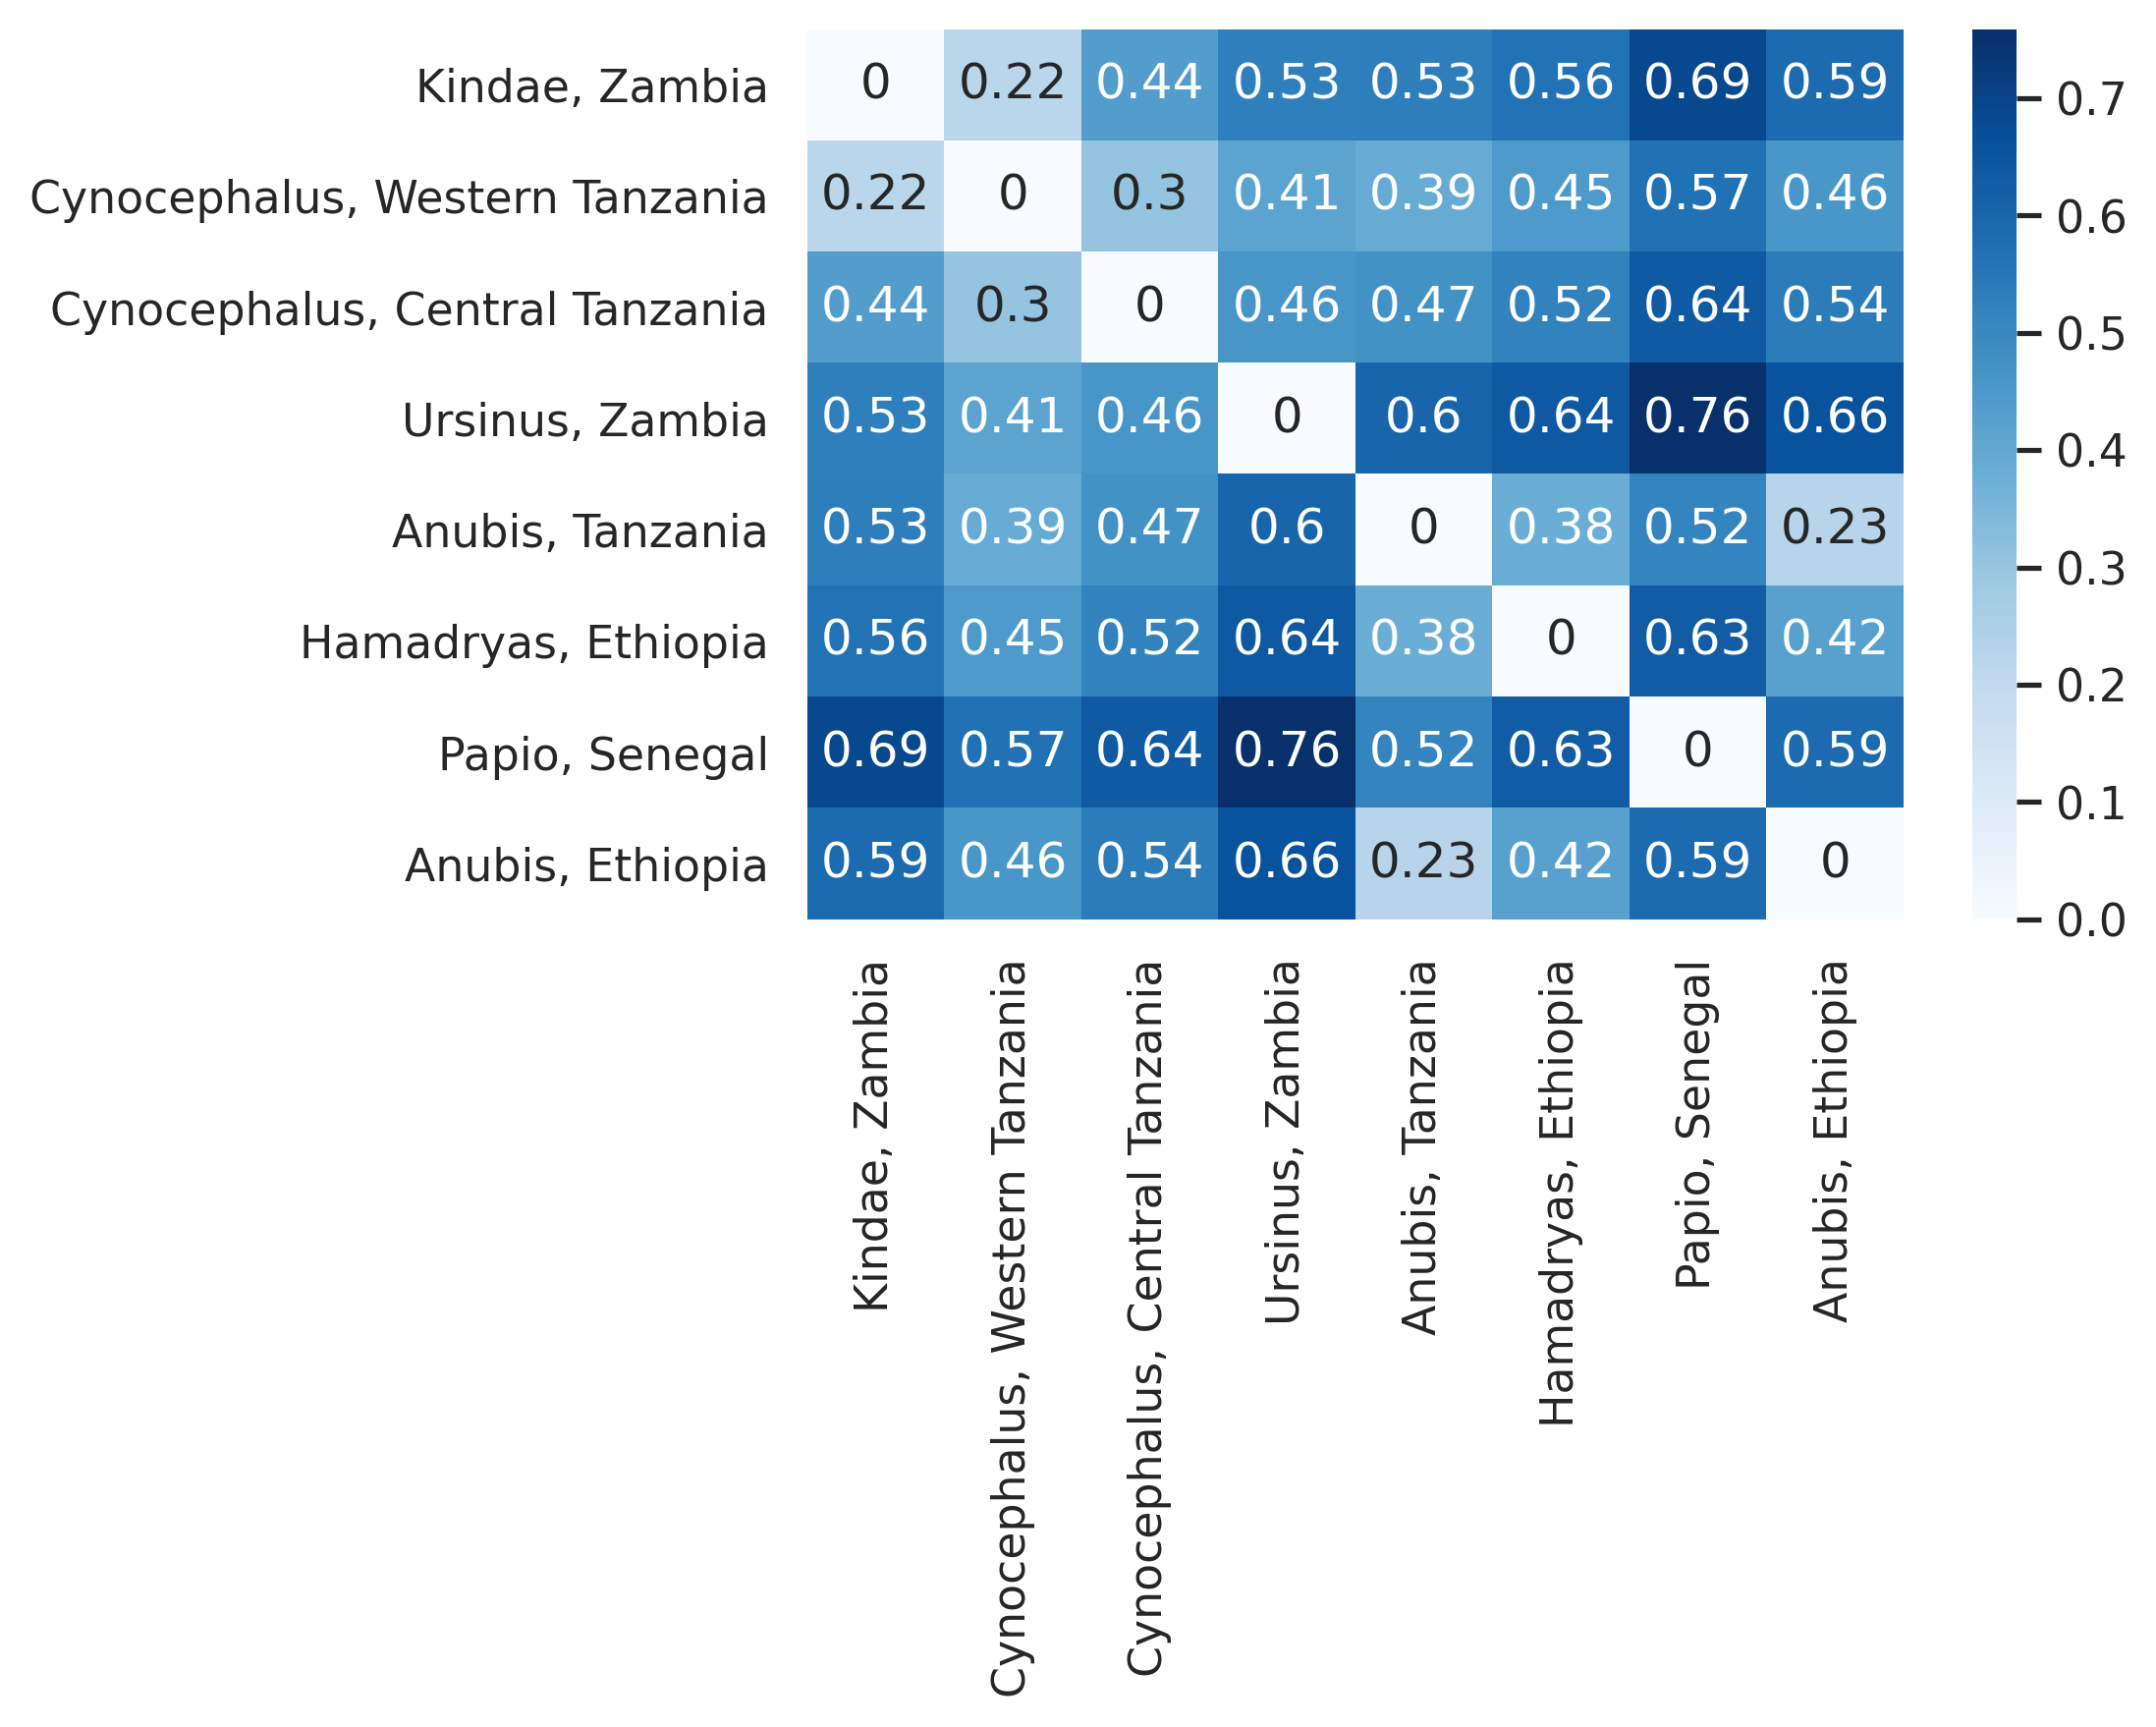 Kindae, Zambia 0 0.22 0.44 0.53 0.53 0.56 0.69 0.59
Cynocephalus, Western Tanzania 0.22 0 0.3 0.41 0.39 0.45 0.57 0.46
Cynocephalus, Central Tanzania 0.44 0.3 0 0.46 0.47 0.52 0.64 0.54
Ursinus, Zambia 0.53 0.41 0.46 0 0.6 0.64 0.76 0.66
Anubis, Tanzania 0.53 0.39 0.47 0.6 0 0.38 0.52 0.23
Hamadryas, Ethiopia 0.56 0.45 0.52 0.64 0.38 0 0.63 0.42
Papio, Senegal 0.69 0.57 0.64 0.76 0.52 0.63 0 0.59
Anubis, Ethiopia 0.59 0.46 0.54 0.66 0.23 0.42 0.59 0
Kindae, Zambia
Cynocephalus, Western Tanzania
Cynocephalus, Central Tanzania
Ursinus, Zambia
Anubis, Tanzania
Hamadryas, Ethiopia
Papio, Senegal
Anubis, Ethiopia
0.7
0.6
0.5
0.4
0.3
0.2
0.1
0.0